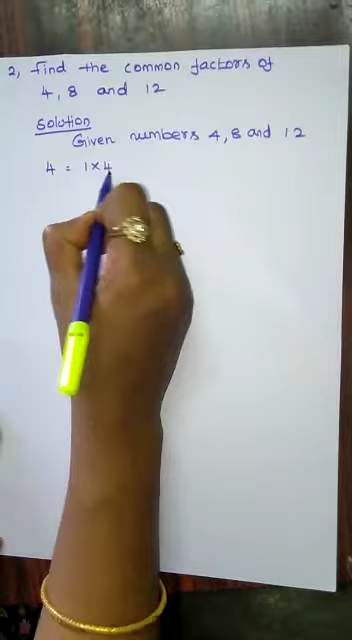 2, find the common factors of
4, 8 and 12
Solution
Given numbers 4, 8 and 12
4 = 1×4